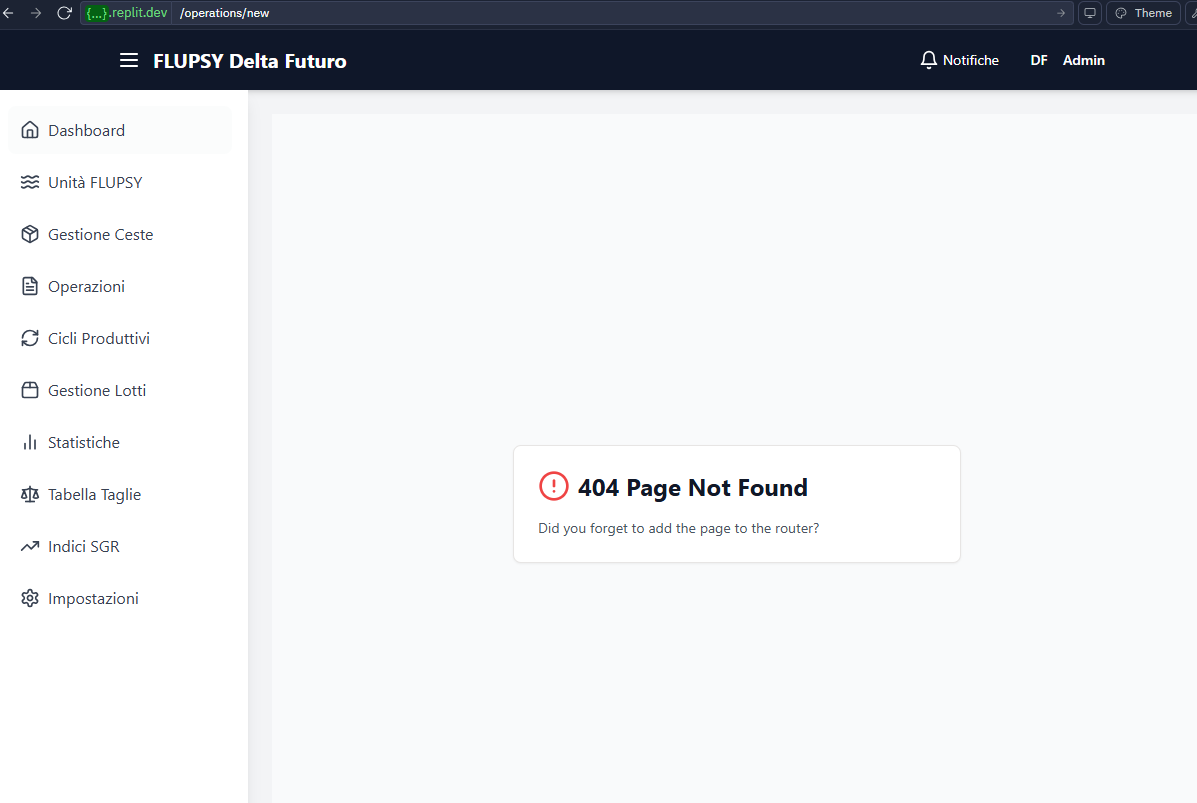 {...}.replit.dev /operations/new Theme
FLUPSY Delta Futuro Notifiche DF Admin
Dashboard
Unità FLUPSY
Gestione Ceste
Operazioni
Cicli Produttivi
Gestione Lotti
Statistiche
Tabella Taglie
Indici SGR
Impostazioni
404 Page Not Found
Did you forget to add the page to the router?